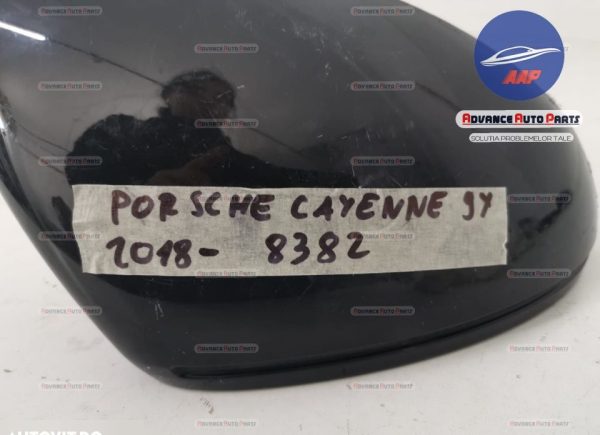 AAP
ADVANCE AUTO PARTS
SOLUTIA PROBLEMELOR TALE
PORSCHE CAYENNE 9Y
2018- 8382